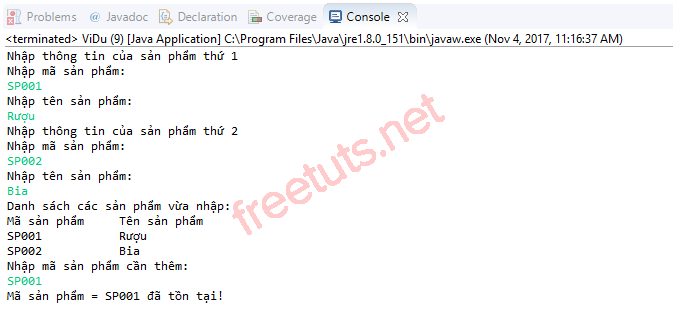 Problems @ Javadoc Declaration Coverage Console
<terminated> ViDu (9) [Java Application] C:\Program Files\Java\jre1.8.0_151\bin\javaw.exe (Nov 4, 2017, 11:16:37 AM)
Nhập thông tin của sản phẩm thứ 1
Nhập mã sản phẩm:
SP001
Nhập tên sản phẩm:
Rượu
Nhập thông tin của sản phẩm thứ 2
Nhập mã sản phẩm:
SP002
Nhập tên sản phẩm:
Bia
Danh sách các sản phẩm vừa nhập:
Mã sản phẩm Tên sản phẩm
SP001 Rượu
SP002 Bia
Nhập mã sản phẩm cần thêm:
SP001
Mã sản phẩm = SP001 đã tồn tại!
freetuts.net